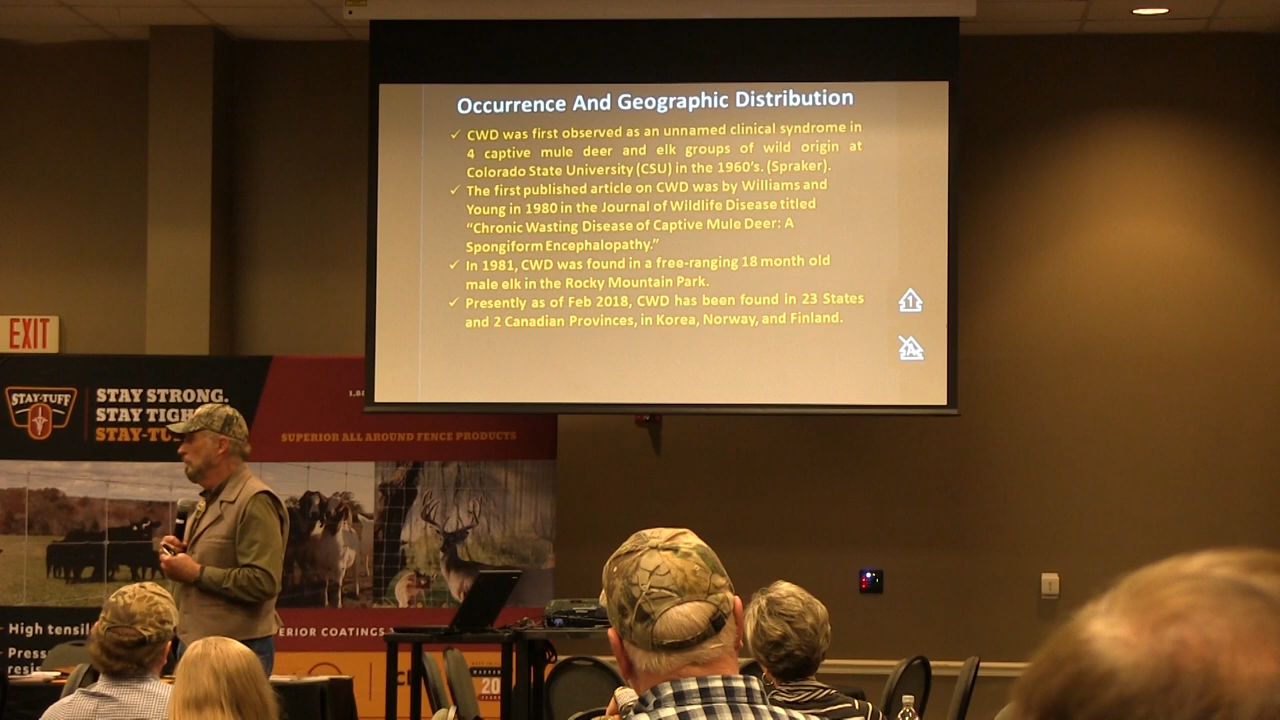 Occurrence And Geographic Distribution
✓ CWD was first observed as an unnamed clinical syndrome in
4 captive mule deer and elk groups of wild origin at
Colorado State University (CSU) in the 1960's. (Spraker).
✓ The first published article on CWD was by Williams and
Young in 1980 in the Journal of Wildlife Disease titled
“Chronic Wasting Disease of Captive Mule Deer: A
Spongiform Encephalopathy.”
✓ In 1981, CWD was found in a free-ranging 18 month old
male elk in the Rocky Mountain Park.
✓ Presently as of Feb 2018, CWD has been found in 23 States
and 2 Canadian Provinces, in Korea, Norway, and Finland.
1
A
EXIT
STAY-TUFF
STAY STRONG.
STAY TIGH
STAY-TU
SUPERIOR ALL AROUND FENCE PRODUCTS
High tensil
ERIOR COATINGS
Press
resis
20